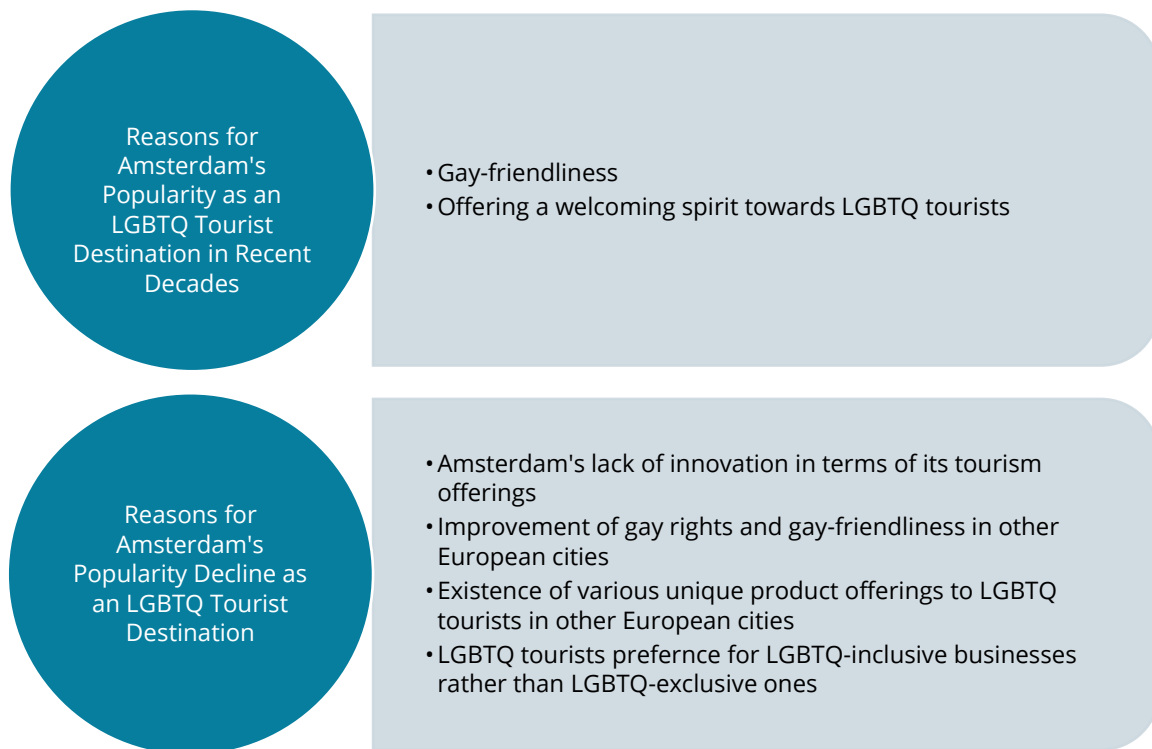 Reasons for
Amsterdam's
Popularity as an
LGBTQ Tourist
Destination in Recent
Decades
• Gay-friendliness
• Offering a welcoming spirit towards LGBTQ tourists
Reasons for
Amsterdam's
Popularity Decline as
an LGBTQ Tourist
Destination
• Amsterdam's lack of innovation in terms of its tourism
offerings
• Improvement of gay rights and gay-friendliness in other
European cities
• Existence of various unique product offerings to LGBTQ
tourists in other European cities
• LGBTQ tourists prefernce for LGBTQ-inclusive businesses
rather than LGBTQ-exclusive ones